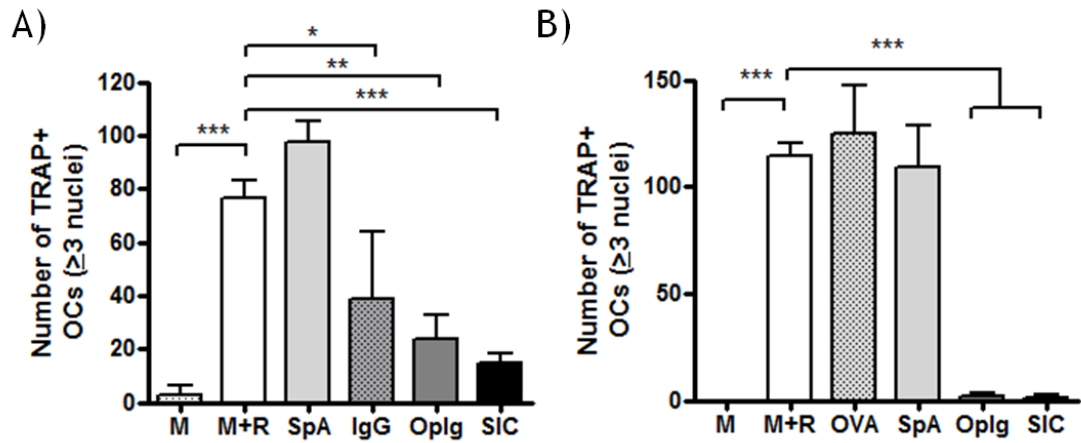 A)
B)
*
**
***
***
Number of TRAP+
OCs (≥3 nuclei)
120
100
80
60
40
20
0
M
M+R
SpA
IgG
OpIg
SIC
***
***
Number of TRAP+
OCs (≥3 nuclei)
150
100
50
0
M
M+R
OVA
SpA
OpIg
SIC